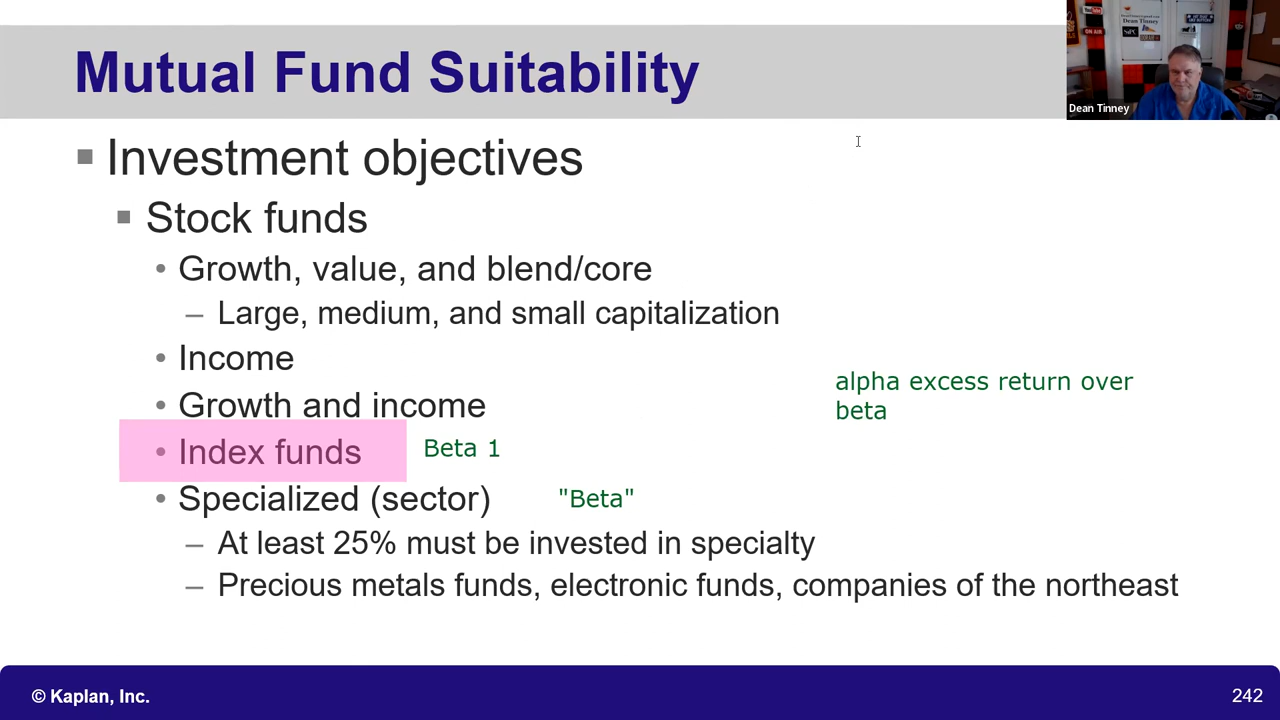 Mutual Fund Suitability
Dean Tinney
Investment objectives
Stock funds
• Growth, value, and blend/core
– Large, medium, and small capitalization
• Income
• Growth and income
alpha excess return over
beta
• Index funds
Beta 1
• Specialized (sector)
"Beta"
– At least 25% must be invested in specialty
– Precious metals funds, electronic funds, companies of the northeast
© Kaplan, Inc.
242